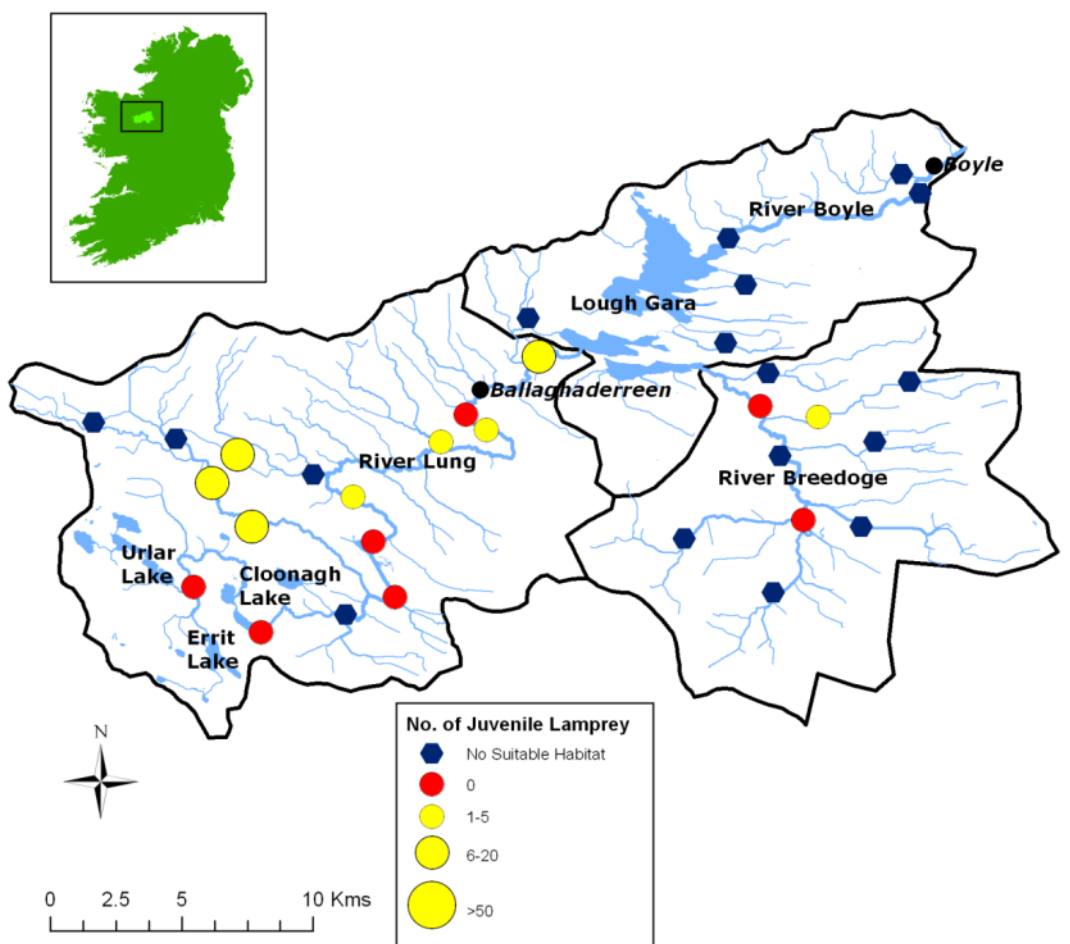 Boyle
River Boyle
Lough Gara
Ballaghaderreen
River Lung
River Breedoge
Urlar
Lake
Cloonagh
Lake
Errit
Lake
No. of Juvenile Lamprey
No Suitable Habitat
0
1-5
6-20
>50
N
0 2.5 5 10 Kms